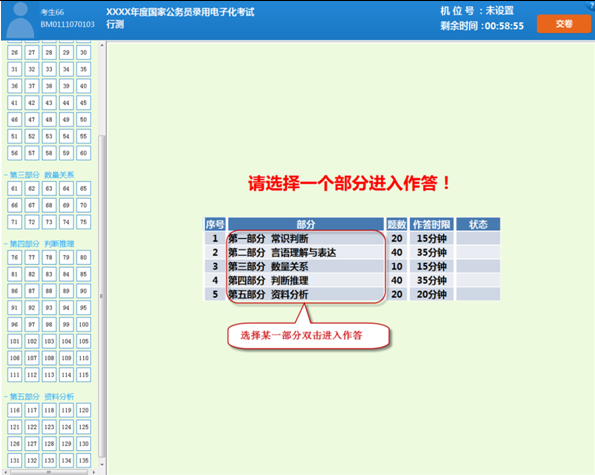 考生66
BM0111070103
XXXX年度国家公务员录用电子化考试
行测
机 位 号 ：未设置
剩余时间 :00:58:55
交卷
?
26 27 28 29 30
31 32 33 34 35
36 37 38 39 40
41 42 43 44 45
46 47 48 49 50
51 52 53 54 55
56 57 58 59 60
- 第三部分 数量关系
61 62 63 64 65
66 67 68 69 70
71 72 73 74 75
- 第四部分 判断推理
76 77 78 79 80
81 82 83 84 85
86 87 88 89 90
91 92 93 94 95
96 97 98 99 100
101 102 103 104 105
106 107 108 109 110
111 112 113 114 115
- 第五部分 资料分析
116 117 118 119 120
121 122 123 124 125
126 127 128 129 130
131 132 133 134 135
请选择一个部分进入作答！
序号 部分 题数 作答时限 状态
1 第一部分 常识判断 20 15分钟
2 第二部分 言语理解与表达 40 35分钟
3 第三部分 数量关系 10 15分钟
4 第四部分 判断推理 40 35分钟
5 第五部分 资料分析 20 20分钟
选择某一部分双击进入作答